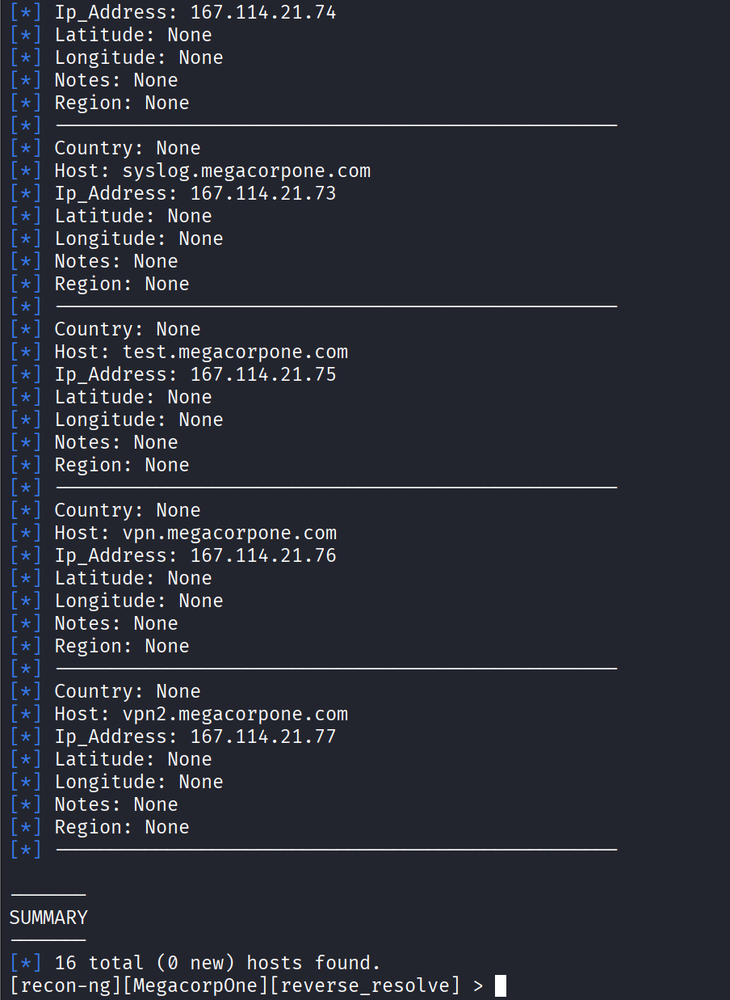 [*] Ip_Address: 167.114.21.74
[*] Latitude: None
[*] Longitude: None
[*] Notes: None
[*] Region: None
[*] --------------------------------------------------
[*] Country: None
[*] Host: syslog.megacorpone.com
[*] Ip_Address: 167.114.21.73
[*] Latitude: None
[*] Longitude: None
[*] Notes: None
[*] Region: None
[*] --------------------------------------------------
[*] Country: None
[*] Host: test.megacorpone.com
[*] Ip_Address: 167.114.21.75
[*] Latitude: None
[*] Longitude: None
[*] Notes: None
[*] Region: None
[*] --------------------------------------------------
[*] Country: None
[*] Host: vpn.megacorpone.com
[*] Ip_Address: 167.114.21.76
[*] Latitude: None
[*] Longitude: None
[*] Notes: None
[*] Region: None
[*] --------------------------------------------------
[*] Country: None
[*] Host: vpn2.megacorpone.com
[*] Ip_Address: 167.114.21.77
[*] Latitude: None
[*] Longitude: None
[*] Notes: None
[*] Region: None
[*] --------------------------------------------------
-------
SUMMARY
-------
[*] 16 total (0 new) hosts found.
[recon-ng][MegacorpOne][reverse_resolve] >